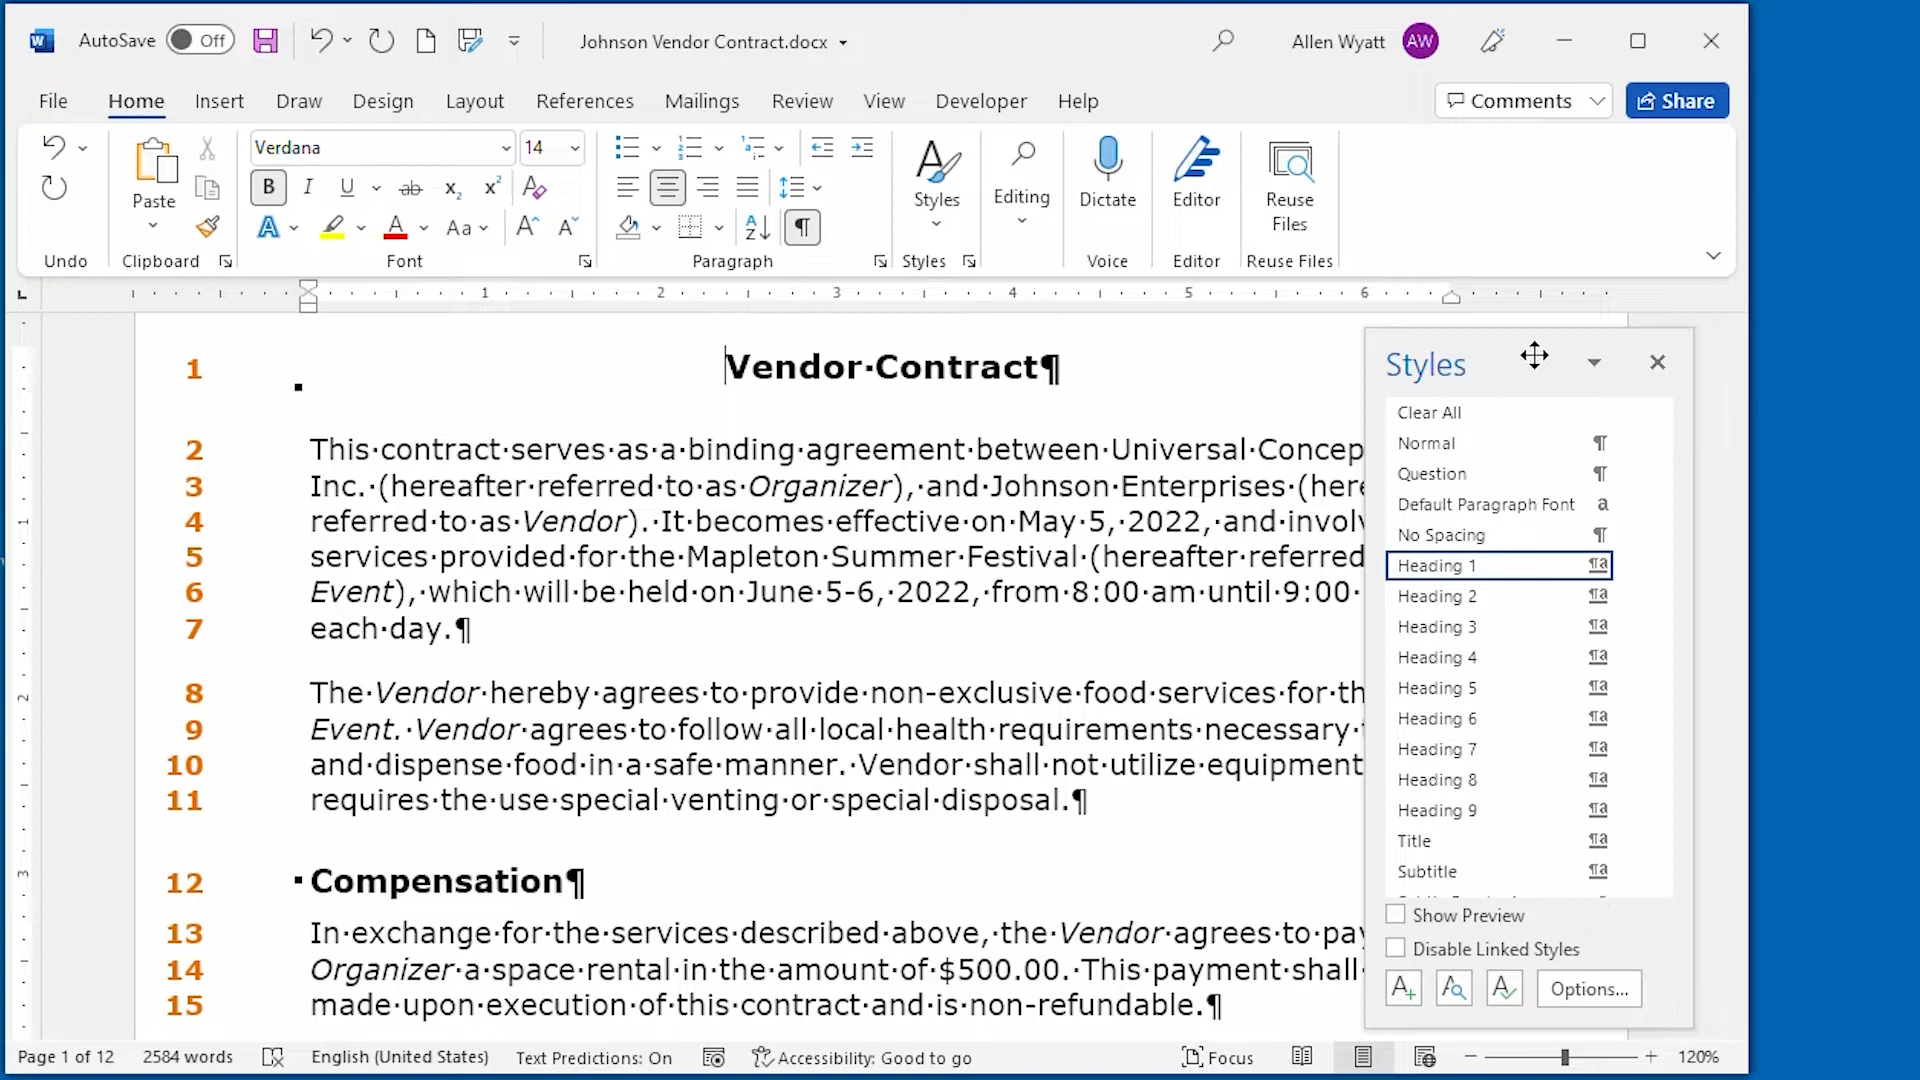 AutoSave Off Johnson Vendor Contract.docx Allen Wyatt AW
File Home Insert Draw Design Layout References Mailings Review View Developer Help Comments Share
Verdana 14
Paste Styles Editing Dictate Editor Reuse Files
Undo Clipboard Font Paragraph Styles Voice Editor Reuse Files
1 2 3 4 5 6
1 Vendor·Contract¶
2 This·contract·serves·as·a·binding·agreement·between·Universal·Concep
3 Inc.·(hereafter·referred·to·as·Organizer),·and·Johnson·Enterprises·(here
4 referred·to·as·Vendor).·It·becomes·effective·on·May·5,·2022,·and·involv
5 services·provided·for·the·Mapleton·Summer·Festival·(hereafter·referred
6 Event),·which·will·be·held·on·June·5-6,·2022,·from·8:00·am·until·9:00·
7 each·day.¶
8 The·Vendor·hereby·agrees·to·provide·non-exclusive·food·services·for·th
9 Event.·Vendor·agrees·to·follow·all·local·health·requirements·necessary·
10 and·dispense·food·in·a·safe·manner.·Vendor·shall·not·utilize·equipment
11 requires·the·use·special·venting·or·special·disposal.¶
12 Compensation¶
13 In·exchange·for·the·services·described·above,·the·Vendor·agrees·to·pay
14 Organizer·a·space·rental·in·the·amount·of·$500.00.·This·payment·shall·
15 made·upon·execution·of·this·contract·and·is·non-refundable.¶
Styles
Clear All
Normal ¶
Question ¶
Default Paragraph Font a
No Spacing ¶
Heading 1 ¶a
Heading 2 ¶a
Heading 3 ¶a
Heading 4 ¶a
Heading 5 ¶a
Heading 6 ¶a
Heading 7 ¶a
Heading 8 ¶a
Heading 9 ¶a
Title ¶a
Subtitle ¶a
Show Preview
Disable Linked Styles
Options...
Page 1 of 12 2584 words English (United States) Text Predictions: On Accessibility: Good to go Focus 120%